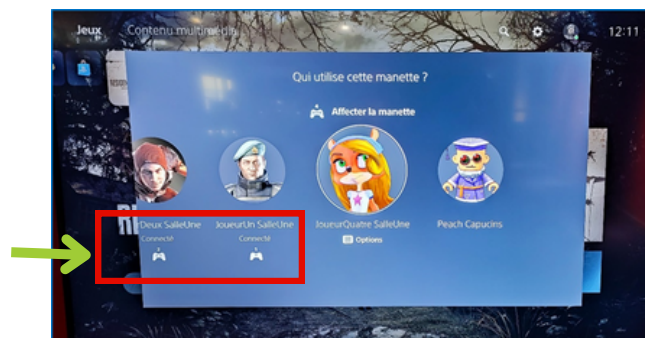 Jeux
Contenu multimédia
12:11
Qui utilise cette manette ?
Affecter la manette
Deux SalleUne
JoueurUn SalleUne
JoueurQuatre SalleUne
Peach Capucins
Connecté
Connecté
Options